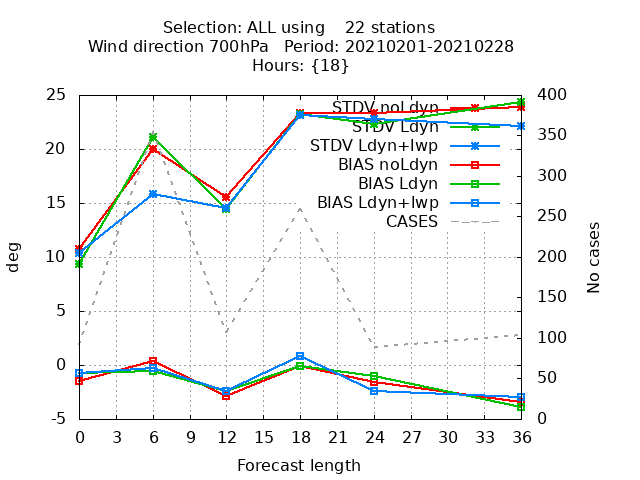 Selection: ALL using 22 stations
Wind direction 700hPa Period: 20210201-20210228
Hours: {18}
25 400
STDV noLdyn
STDV Ldyn 350
20 STDV Ldyn+lwp
BIAS noLdyn 300
BIAS Ldyn
15 BIAS Ldyn+lwp 250
CASES
10 200
deg No cases
5 150
100
0 50
-5 0
0 3 6 9 12 15 18 21 24 27 30 33 36
Forecast length